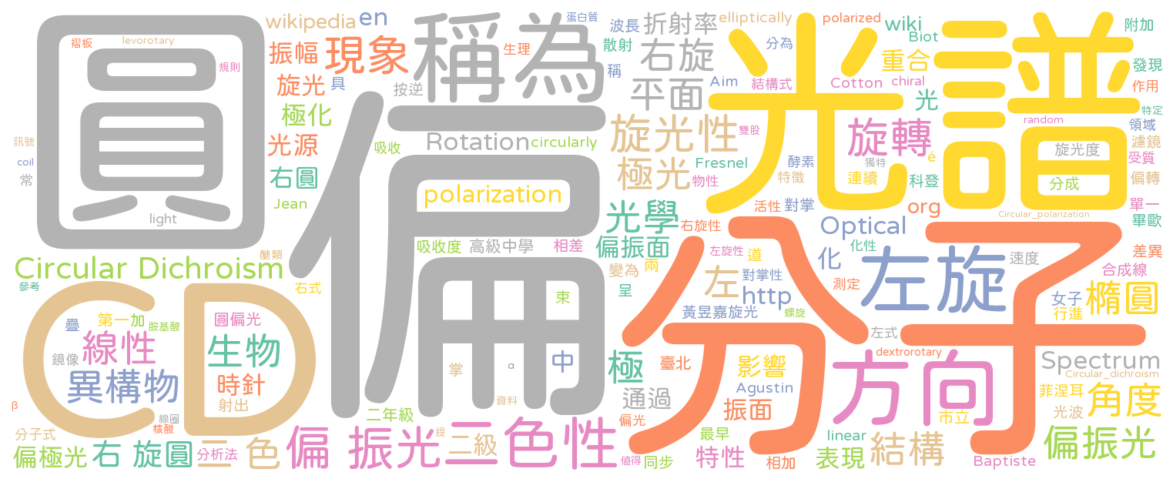 圓
偏
稱為
光譜
分子
CD
wikipedia
en
蛋白質
波長
折射率
elliptically
polarized
wiki
附加
褶板
levorotary
規則
振幅
現象
生理
散射
右旋
分為
Biot
重合
發現
旋光
具
按逆
稱
平面
Aim
結構式
Cotton
chiral
光
作用
極化
特定
光源
Rotation
circularly
旋光性
雙股
旋轉
é
random
領域
濾鏡
訊號
吸收
極光
Fresnel
酵素
獨特
旋光度
受質
coil
常
右圓
polarization
物性
特徵
連續
科登
分成
偏轉
Jean
light
光學
右旋性
活性
對掌
org
Circular_polarization
單一
畢歐
吸收度
高級中學
相差
偏振面
左旋性
道
Optical
化性
差異
醣類
Circular Dichroism
變為
兩
左
對掌性
化
左旋
速度
合成線
參考
右式
束
呈
http
測定
女子
橢圓
疊
第一
加
胺基酸
圓偏光
黃昱嘉旋光
螺旋
行進
線性
生物
左式
鏡像
中
臺北
影響
dextrorotary
Spectrum
異構物
時針
掌
α
極
方向
Circular_dichroism
射出
資料
通過
Agustin
菲涅耳
角度
β
線圈
二年級
振面
市立
光波
核醣
偏光
分子式
提
最早
linear
結構
偏極光
右 旋圓
分析法
二 色
偏 振光
二級
二色性
值得
同步
特性
相加
表現
Baptiste
偏振光